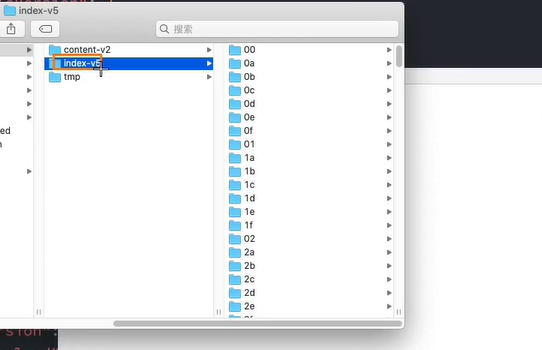 index-v5
搜索
content-v2
index-v5
tmp
ed
00
0a
0b
0c
0d
0e
0f
01
1a
1b
1c
1d
1e
1f
02
2a
2b
2c
2d
2e